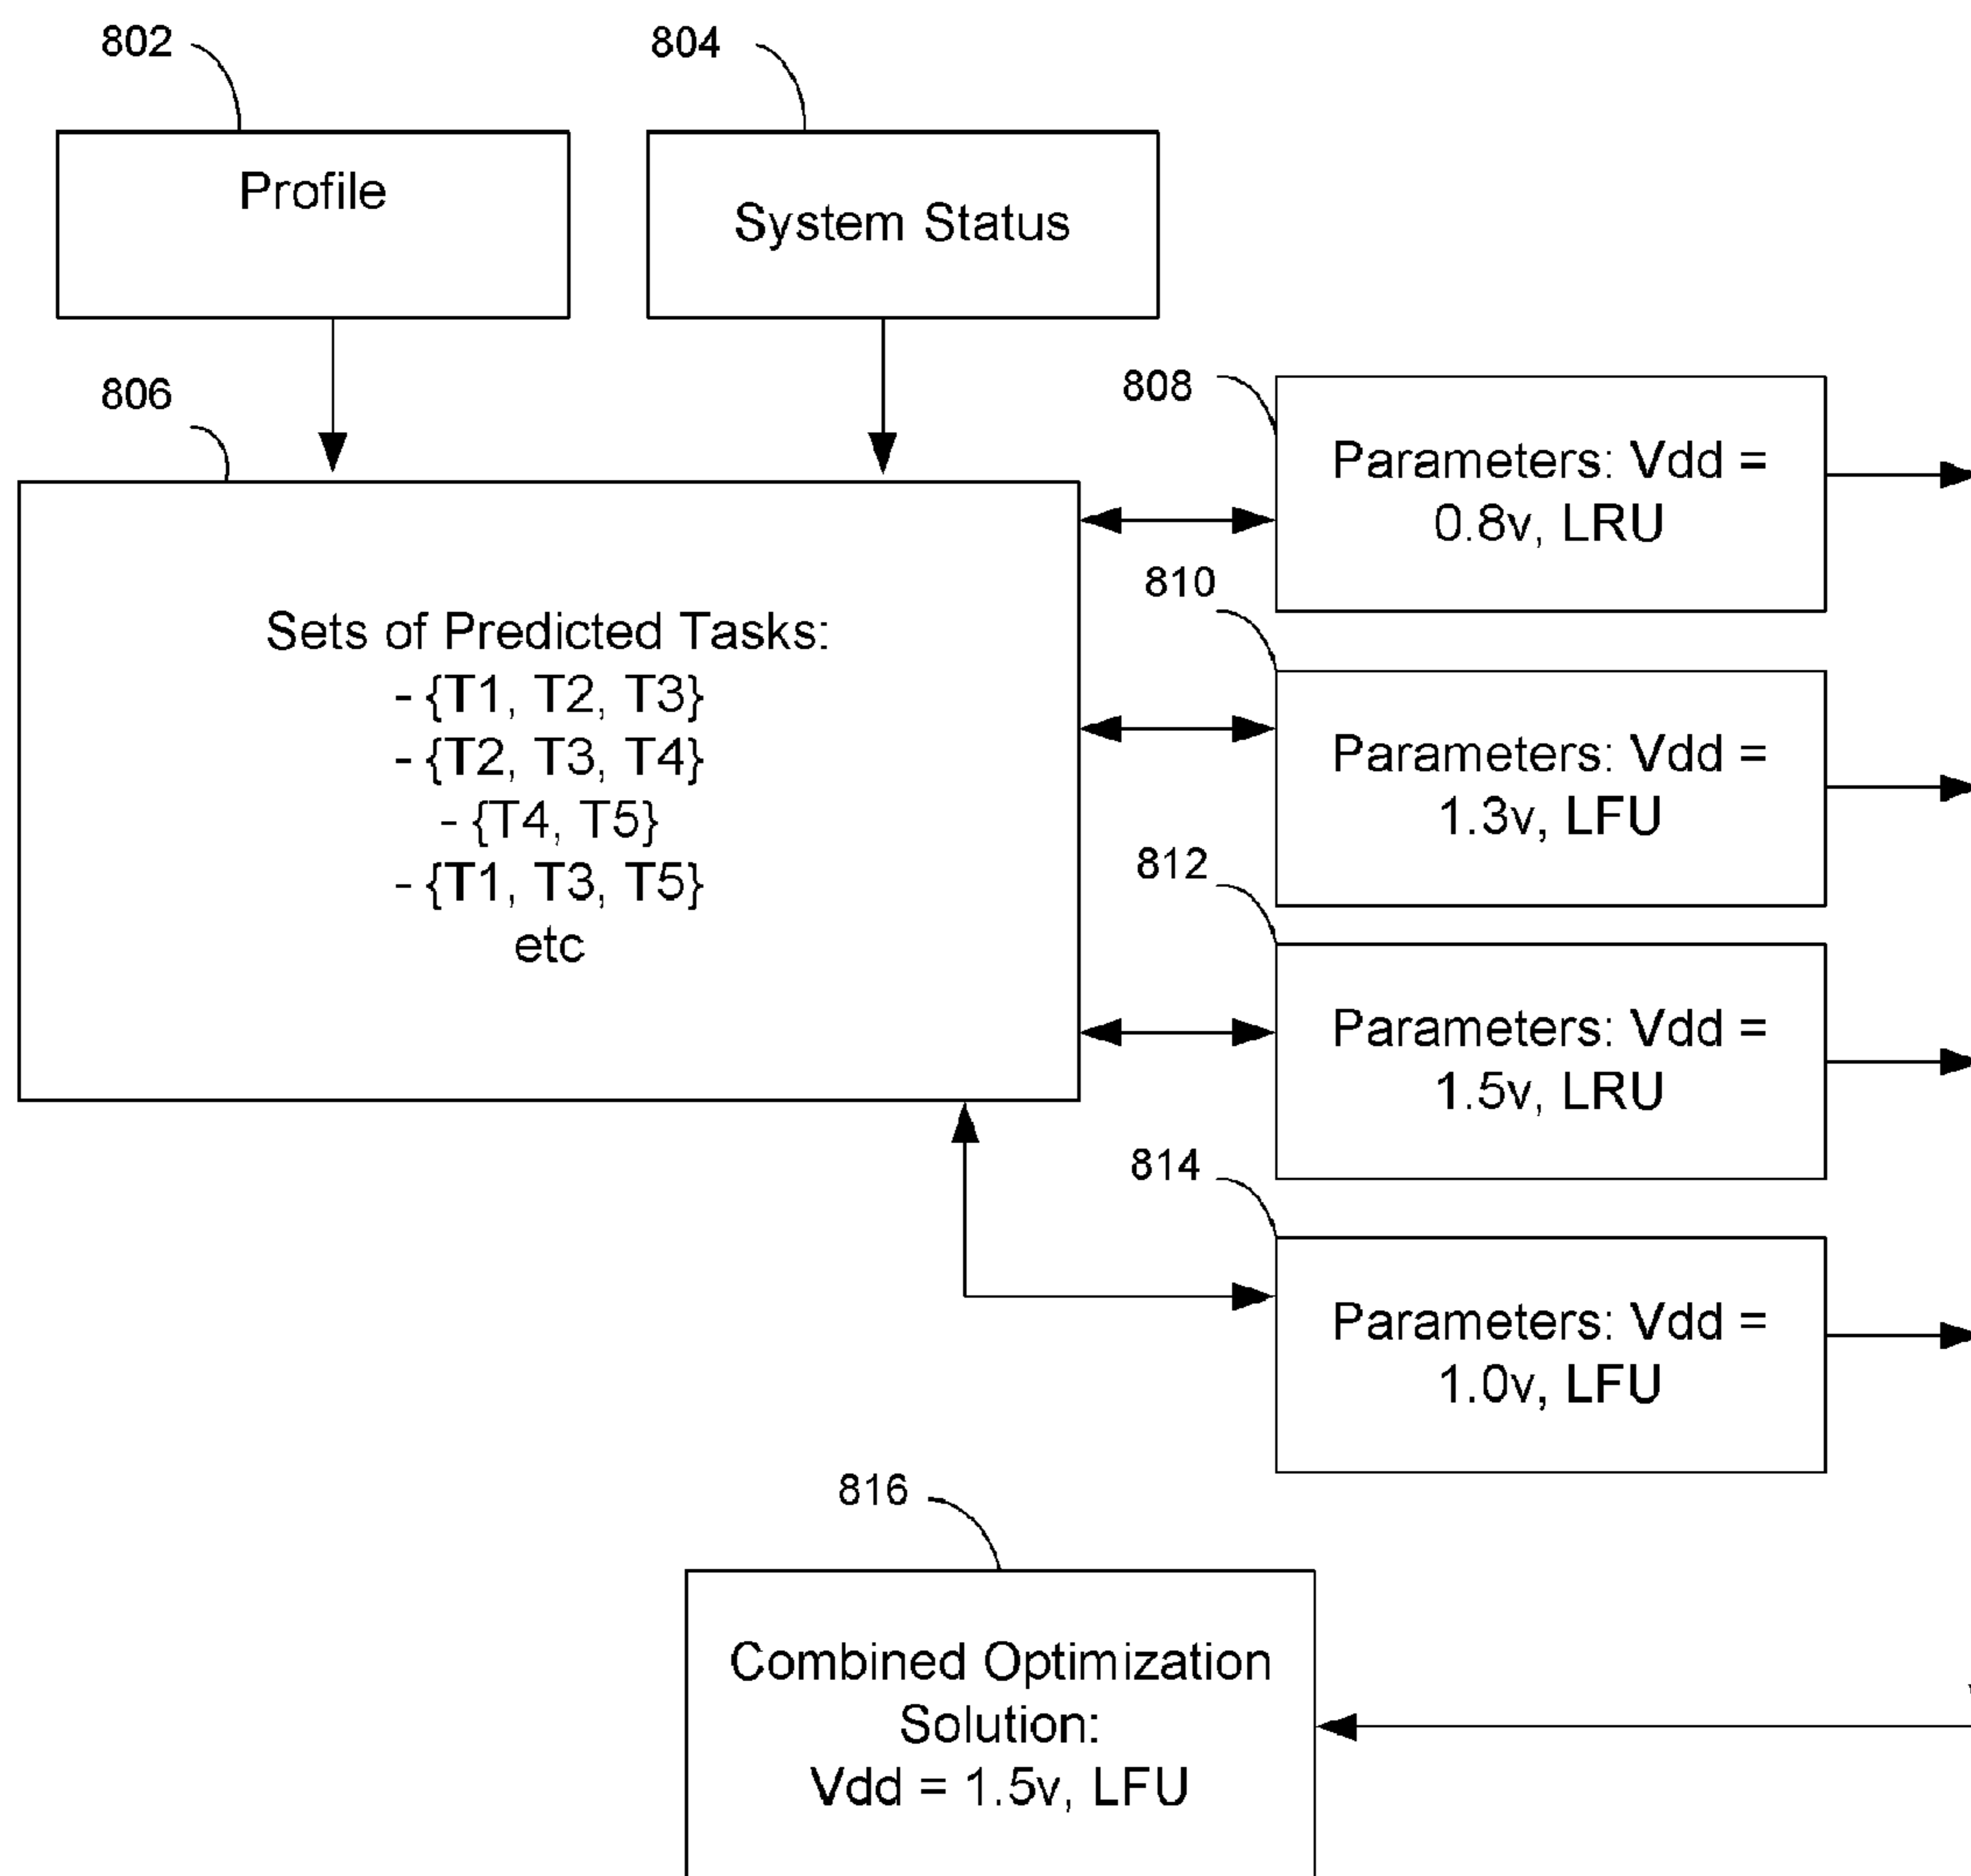 802
804
Profile
System Status
806
808
Parameters: Vdd =
0.8v, LRU
810
Sets of Predicted Tasks:
- {T1, T2, T3}
- {T2, T3, T4}
- {T4, T5}
- {T1, T3, T5}
etc
Parameters: Vdd =
1.3v, LFU
812
Parameters: Vdd =
1.5v, LRU
814
Parameters: Vdd =
1.0v, LFU
816
Combined Optimization
Solution:
Vdd = 1.5v, LFU